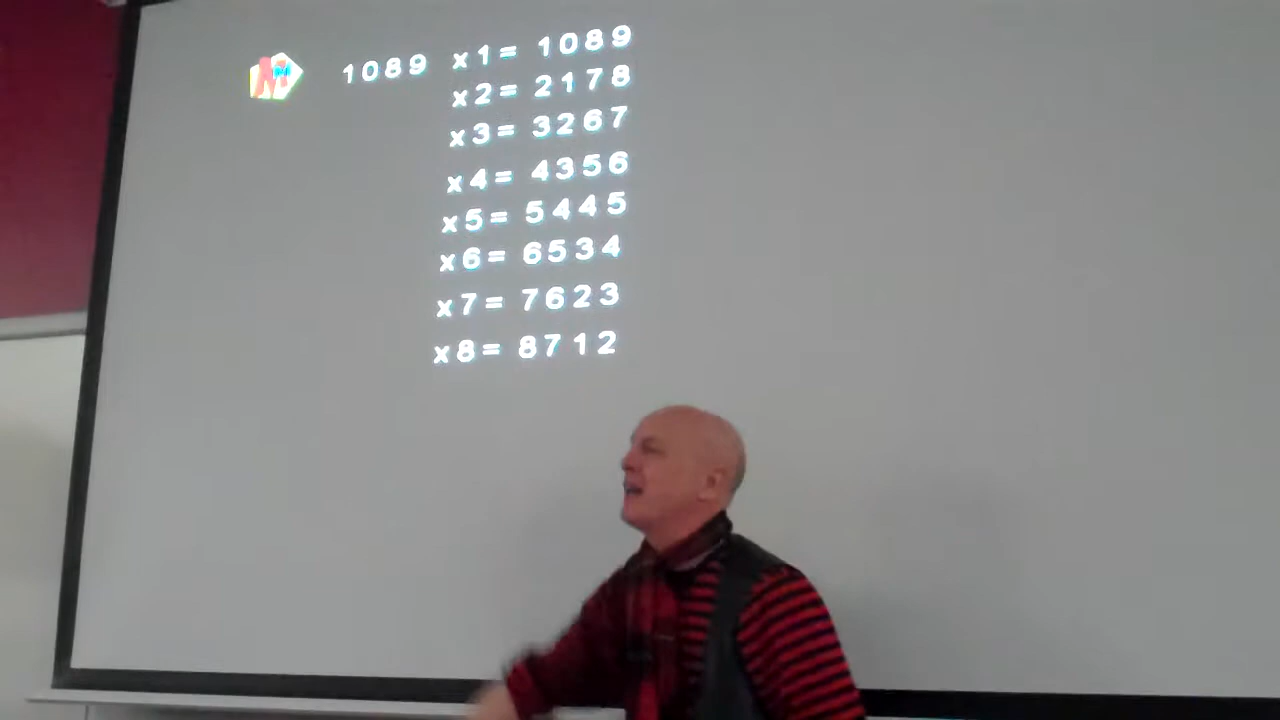 1089 x1= 1089
x2= 2178
x3= 3267
x4= 4356
x5= 5445
x6= 6534
x7= 7623
x8= 8712